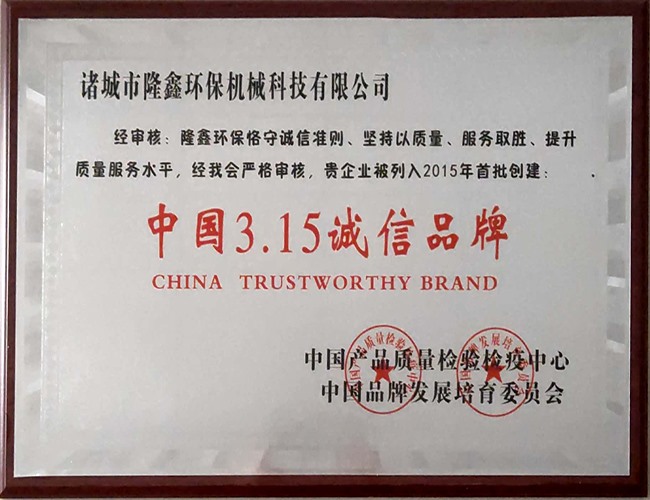 诸城市隆鑫环保机械科技有限公司
经审核：隆鑫环保恪守诚信准则、坚持以质量、服务取胜、提升
质量服务水平，经我会严格审核，贵企业被列入2015年首批创建：
中国3.15诚信品牌
CHINA TRUSTWORTHY BRAND
中国产品质量检验检疫中心
中国品牌发展培育委员会